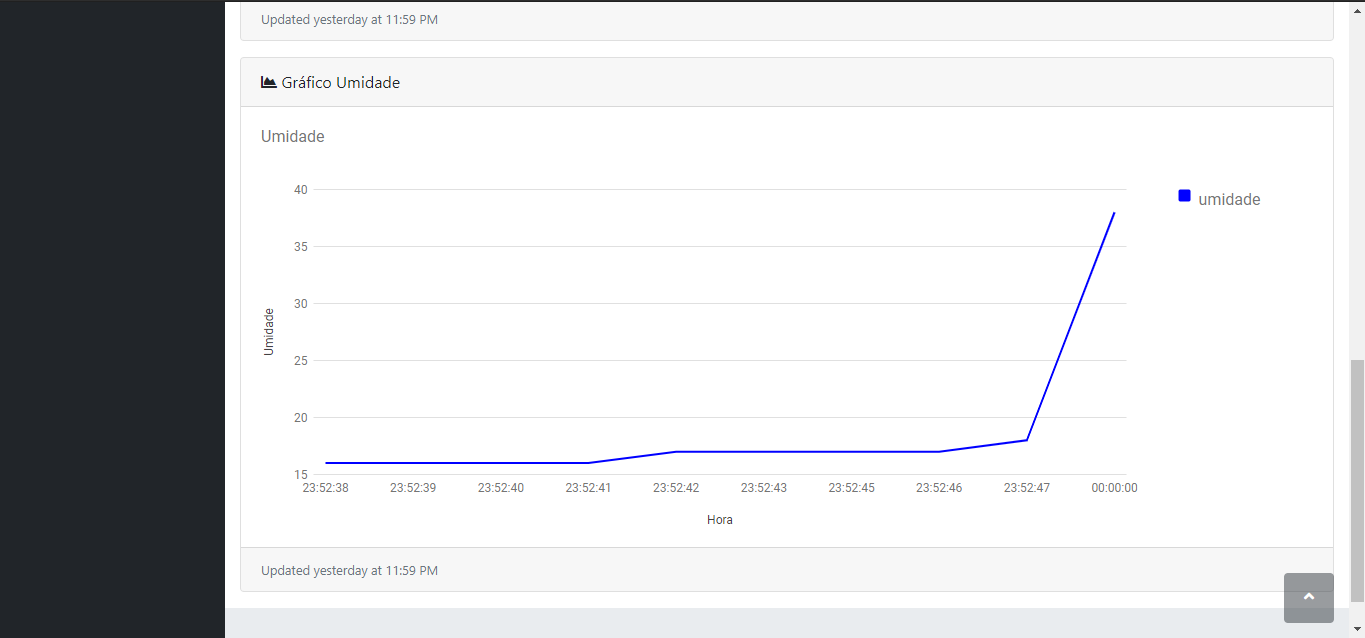 Updated yesterday at 11:59 PM
Gráfico Umidade
Umidade
40
35
30
25
20
15
Umidade
umidade
23:52:38 23:52:39 23:52:40 23:52:41 23:52:42 23:52:43 23:52:45 23:52:46 23:52:47 00:00:00
Hora
Updated yesterday at 11:59 PM